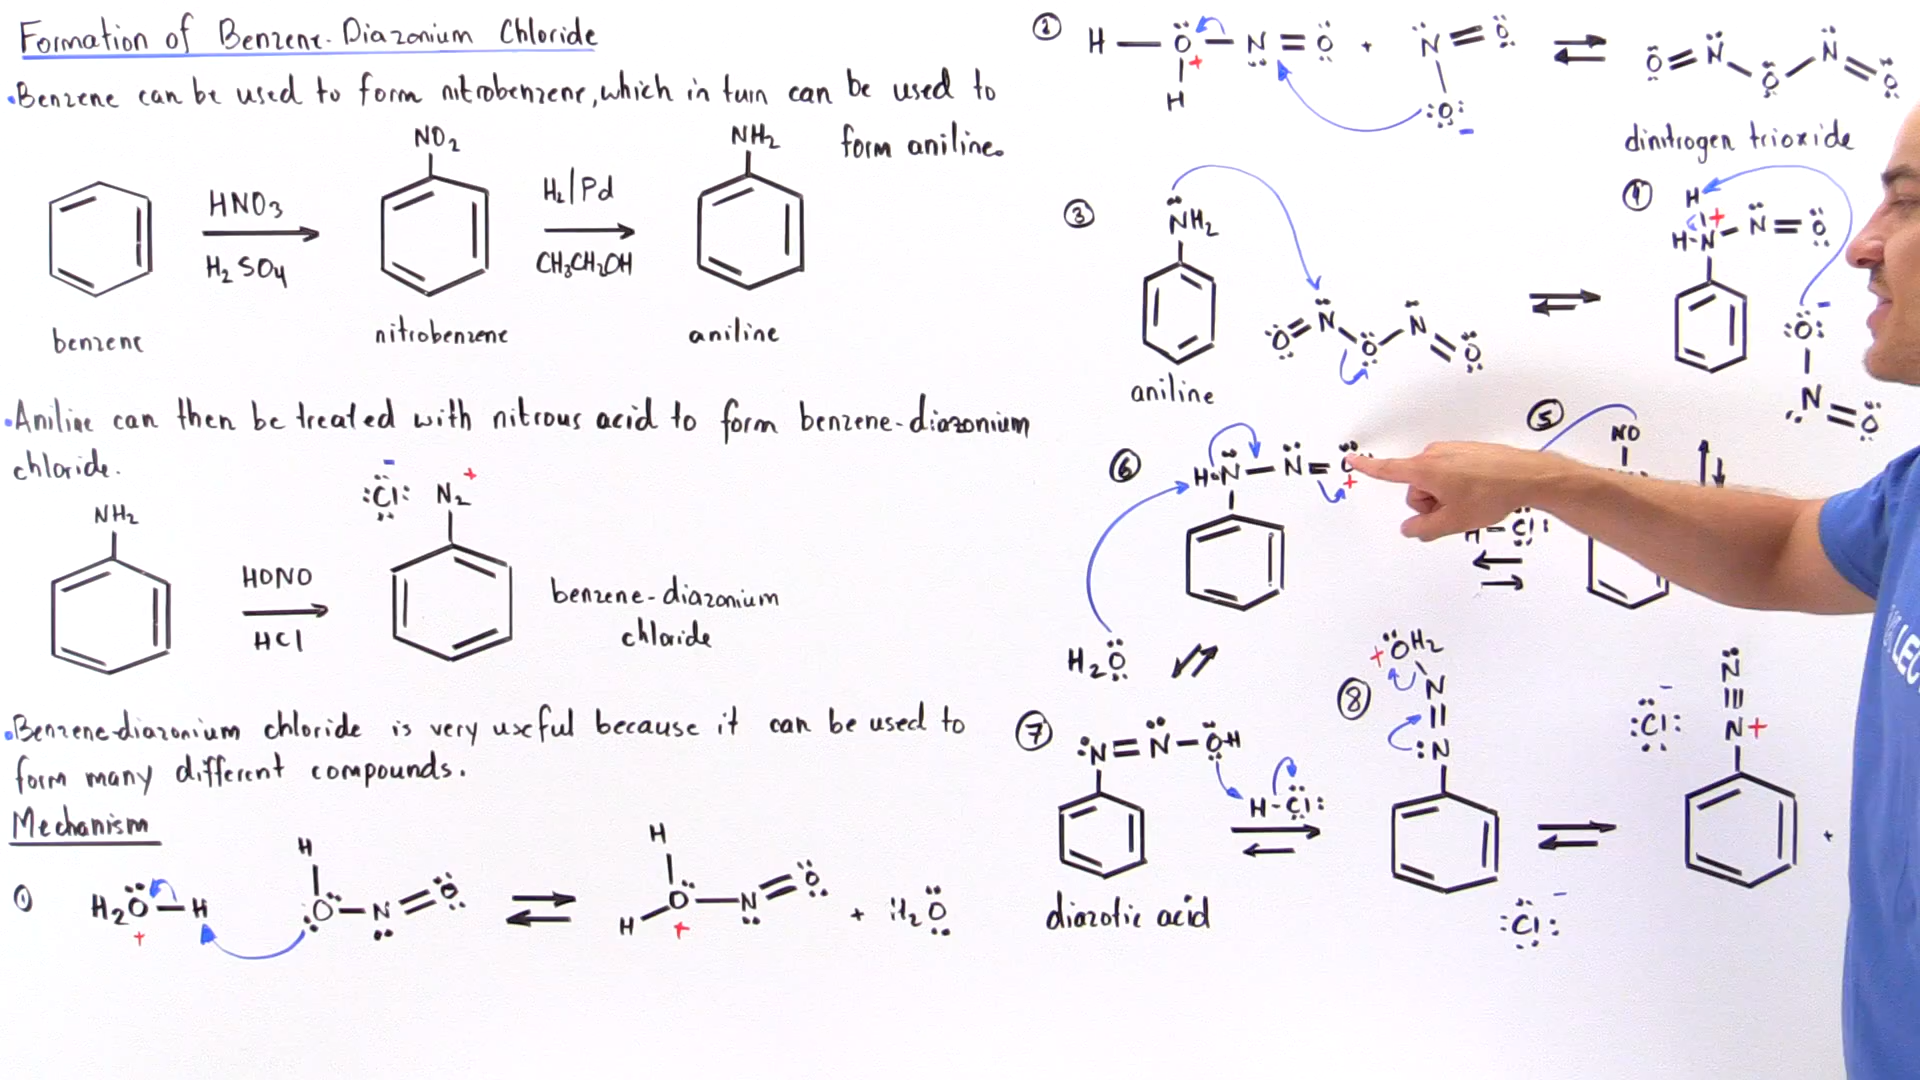 Formation of Benzene-Diazonium Chloride
•Benzene can be used to form nitrobenzene, which in turn can be used to
form aniline.
NO2
NH2
HNO3
H2SO4
H2/Pd
CH3CH2OH
benzene
nitrobenzene
aniline
•Aniline can then be treated with nitrous acid to form benzene-diazonium
chloride.
NH2
HONO
HCl
:Cl: −
N2 +
benzene-diazonium
chloride
•Benzene-diazonium chloride is very useful because it can be used to
form many different compounds.
Mechanism
① H2O — H
+
H
O — N = O
H
H
O — N = O
+
+ H2O
② H — O — N = O
+
H
+ N = O
O −
O = N
O
N = O
dinitrogen trioxide
③ NH2
aniline
O = N
O
N = O
④ H
H-N — N = O
+
:O: −
N = O
⑤ NO
H — Cl:
⑥ H N — N = O
+
H2O
⑦ :N = N — O-H
H-Cl:
diazotic acid
⑧ +OH2
N
:N
:Cl: −
:Cl: −
N
N+
+
LEC